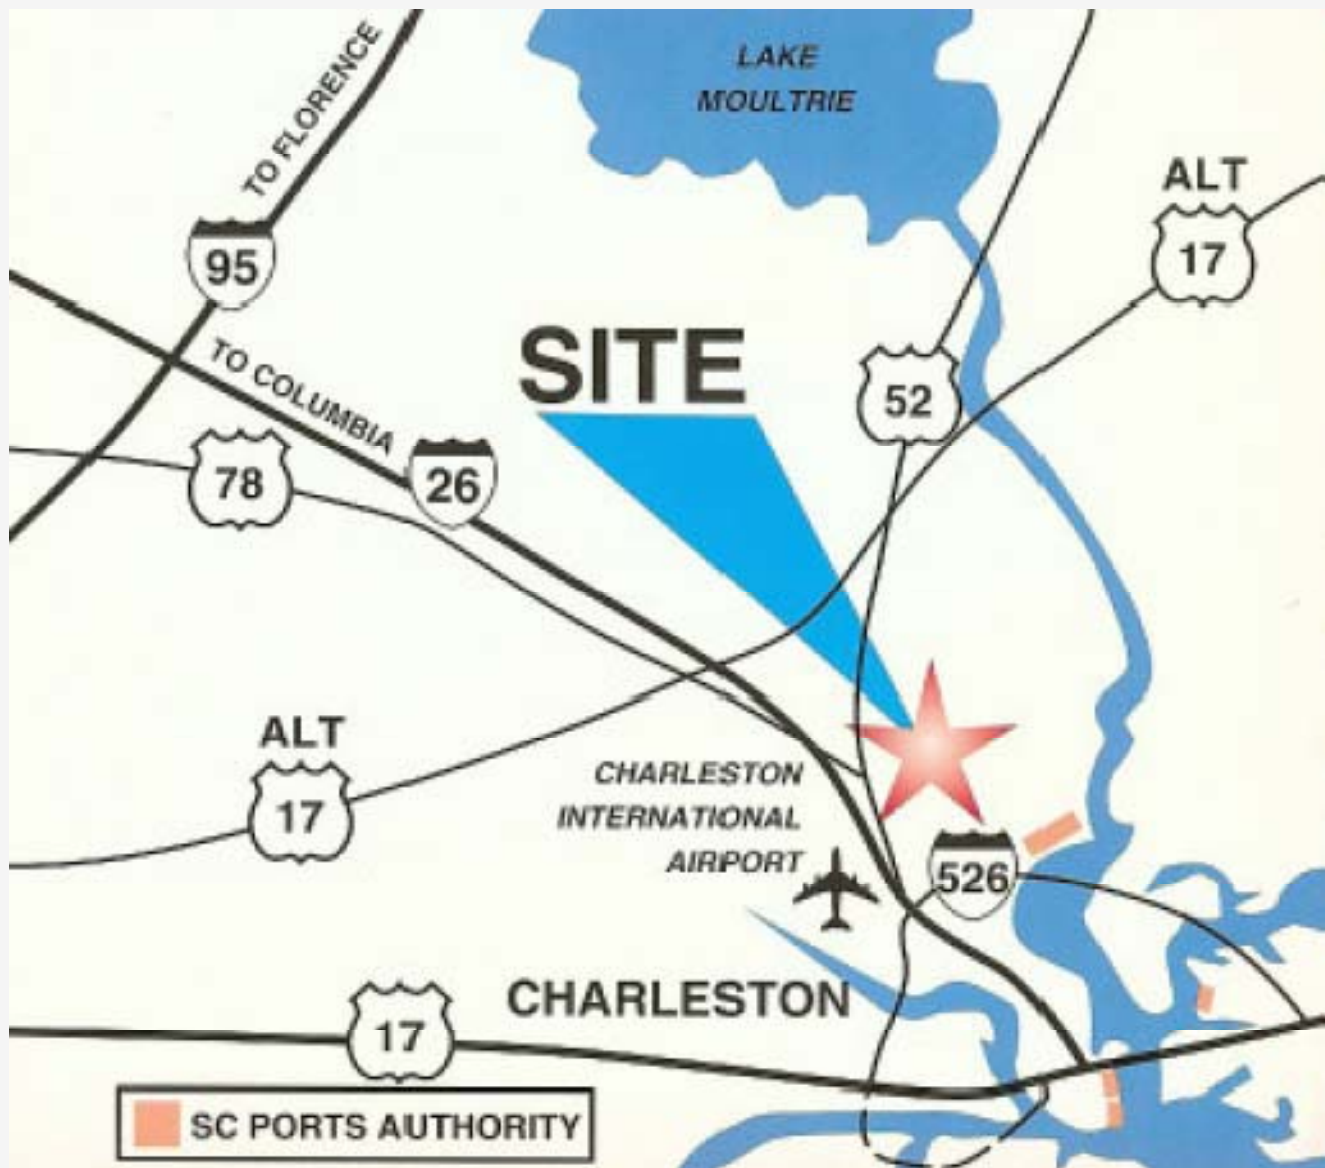 TO FLORENCE
LAKE
MOULTRIE
ALT
17
95
SITE
TO COLUMBIA
52
78
26
ALT
17
CHARLESTON
INTERNATIONAL
AIRPORT
526
CHARLESTON
17
SC PORTS AUTHORITY